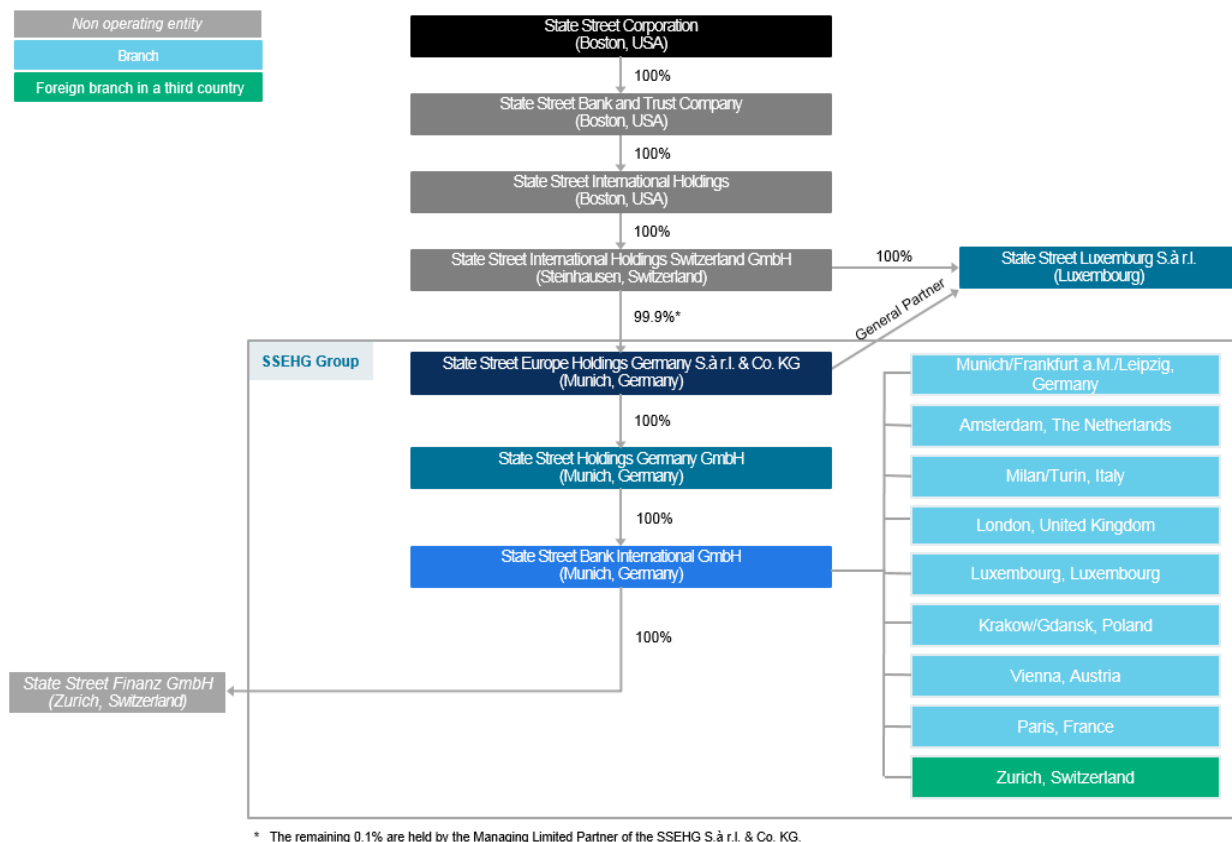 Non operating entity
Branch
Foreign branch in a third country
State Street Corporation
(Boston, USA)
100%
State Street Bank and Trust Company
(Boston, USA)
100%
State Street International Holdings
(Boston, USA)
100%
State Street International Holdings Switzerland GmbH
(Steinhausen, Switzerland)
100%
State Street Luxemburg S.à r.l.
(Luxembourg)
99.9%*
General Partner
SSEHG Group
State Street Europe Holdings Germany S.à r.l. & Co. KG
(Munich, Germany)
100%
State Street Holdings Germany GmbH
(Munich, Germany)
100%
State Street Bank International GmbH
(Munich, Germany)
100%
State Street Finanz GmbH
(Zurich, Switzerland)
Munich/Frankfurt a.M./Leipzig,
Germany
Amsterdam, The Netherlands
Milan/Turin, Italy
London, United Kingdom
Luxembourg, Luxembourg
Krakow/Gdansk, Poland
Vienna, Austria
Paris, France
Zurich, Switzerland
* The remaining 0.1% are held by the Managing Limited Partner of the SSEHG S.à r.l. & Co. KG.